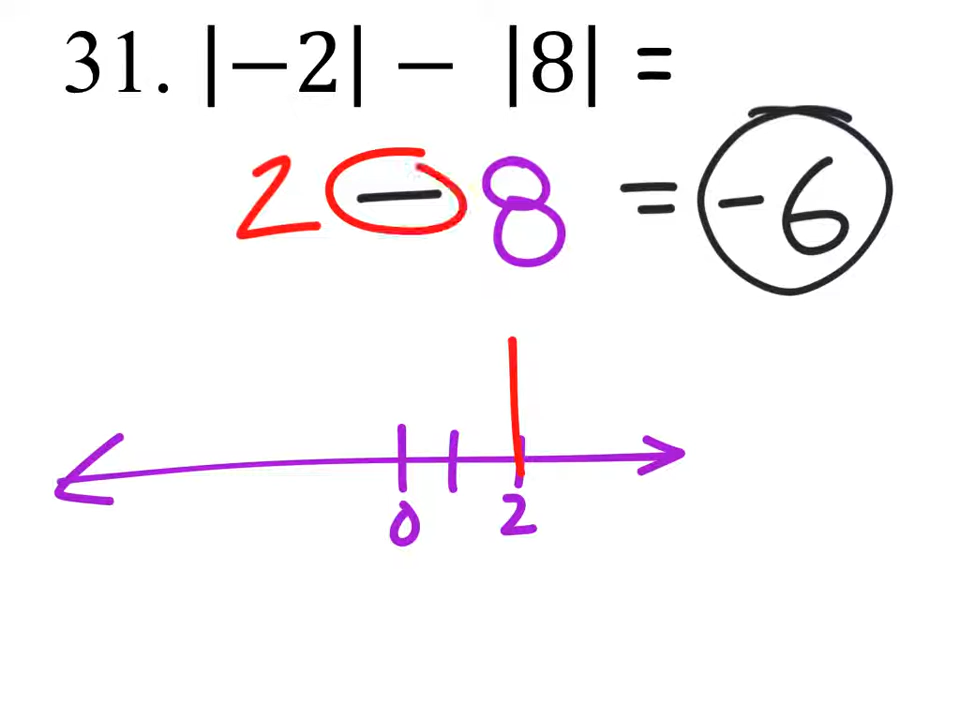 31. |−2| − |8| =
2 − 8 = -6
0 2